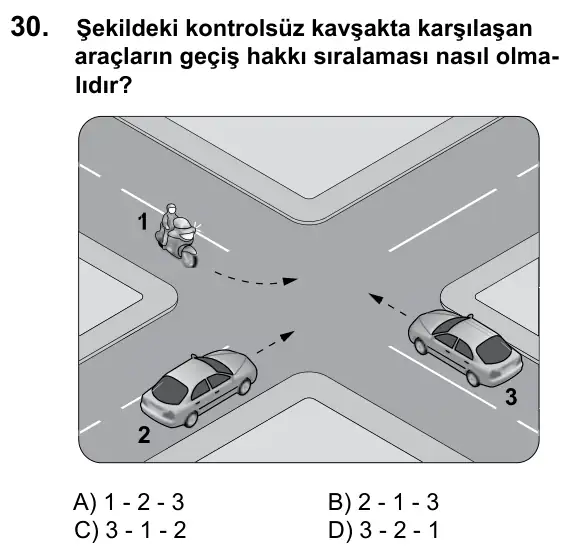 30. Şekildeki kontrolsüz kavşakta karşılaşan
araçların geçiş hakkı sıralaması nasıl olma-
lıdır?
1
3
2
A) 1 - 2 - 3
B) 2 - 1 - 3
C) 3 - 1 - 2
D) 3 - 2 - 1